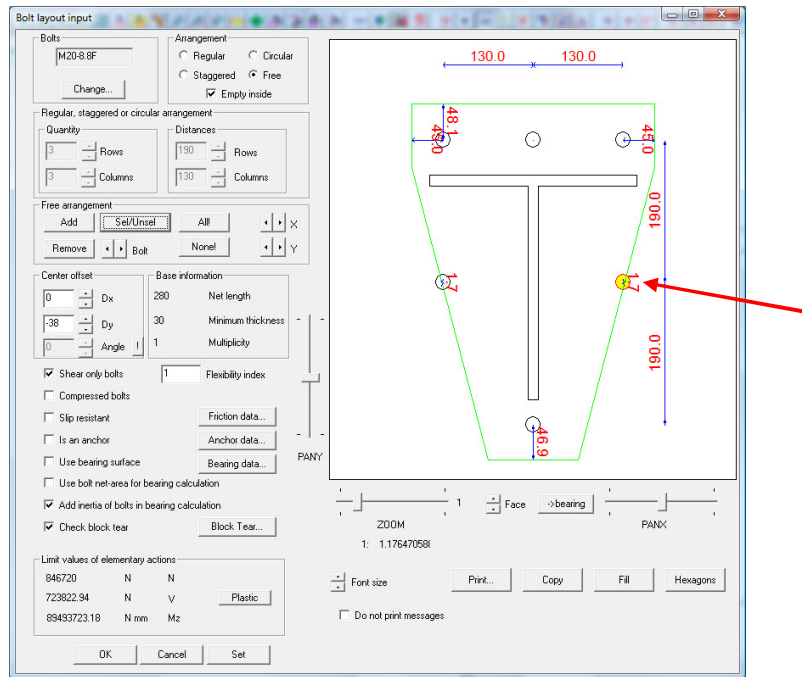 Bolt layout input
Bolts
M20-8.8F
Change...
Arrangement
Regular
Circular
Staggered
Free
Empty inside
Regular, staggered or circular arrangement
Quantity
3
Rows
3
Columns
Distances
190
Rows
130
Columns
Free arrangement
Add
Sel/Unsel
All!
X
Remove
Bolt
None!
Y
Center offset
0
Dx
-38
Dy
0
Angle
!
Base information
280
Net length
30
Minimum thickness
1
Multiplicity
Shear only bolts
1
Flexibility index
Compressed bolts
Slip resistant
Friction data...
Is an anchor
Anchor data...
Use bearing surface
Bearing data...
Use bolt net-area for bearing calculation
Add inertia of bolts in bearing calculation
Check block tear
Block Tear...
PANY
Limit values of elementary actions
846720
N
N
723822.94
N
V
Plastic
89493723.18
N mm
Mz
OK
Cancel
Set
130.0
130.0
48.1
45.0
45.0
190.0
1.7
1.7
190.0
46.9
ZOOM
1
Face
->bearing
PANX
1:
Font size
Print...
Copy
Fill
Hexagons
Do not print messages